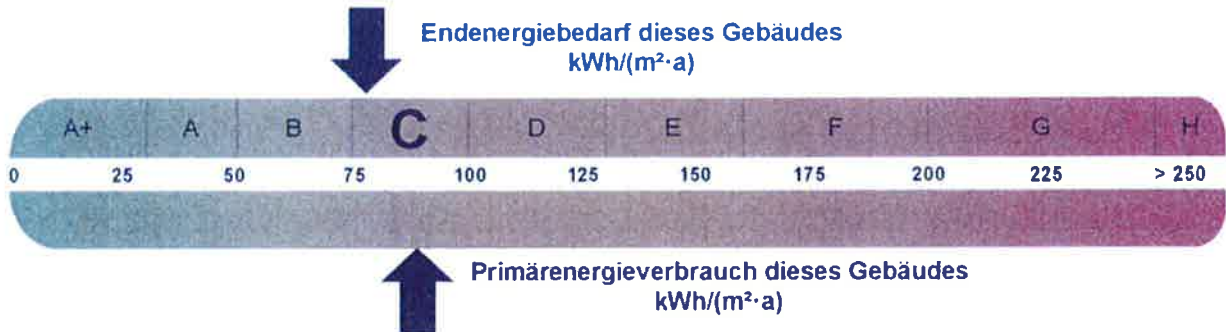 Endenergiebedarf dieses Gebäudes
kWh/(m²·a)
A+ A B C D E F G H
0 25 50 75 100 125 150 175 200 225 > 250
Primärenergieverbrauch dieses Gebäudes
kWh/(m²·a)